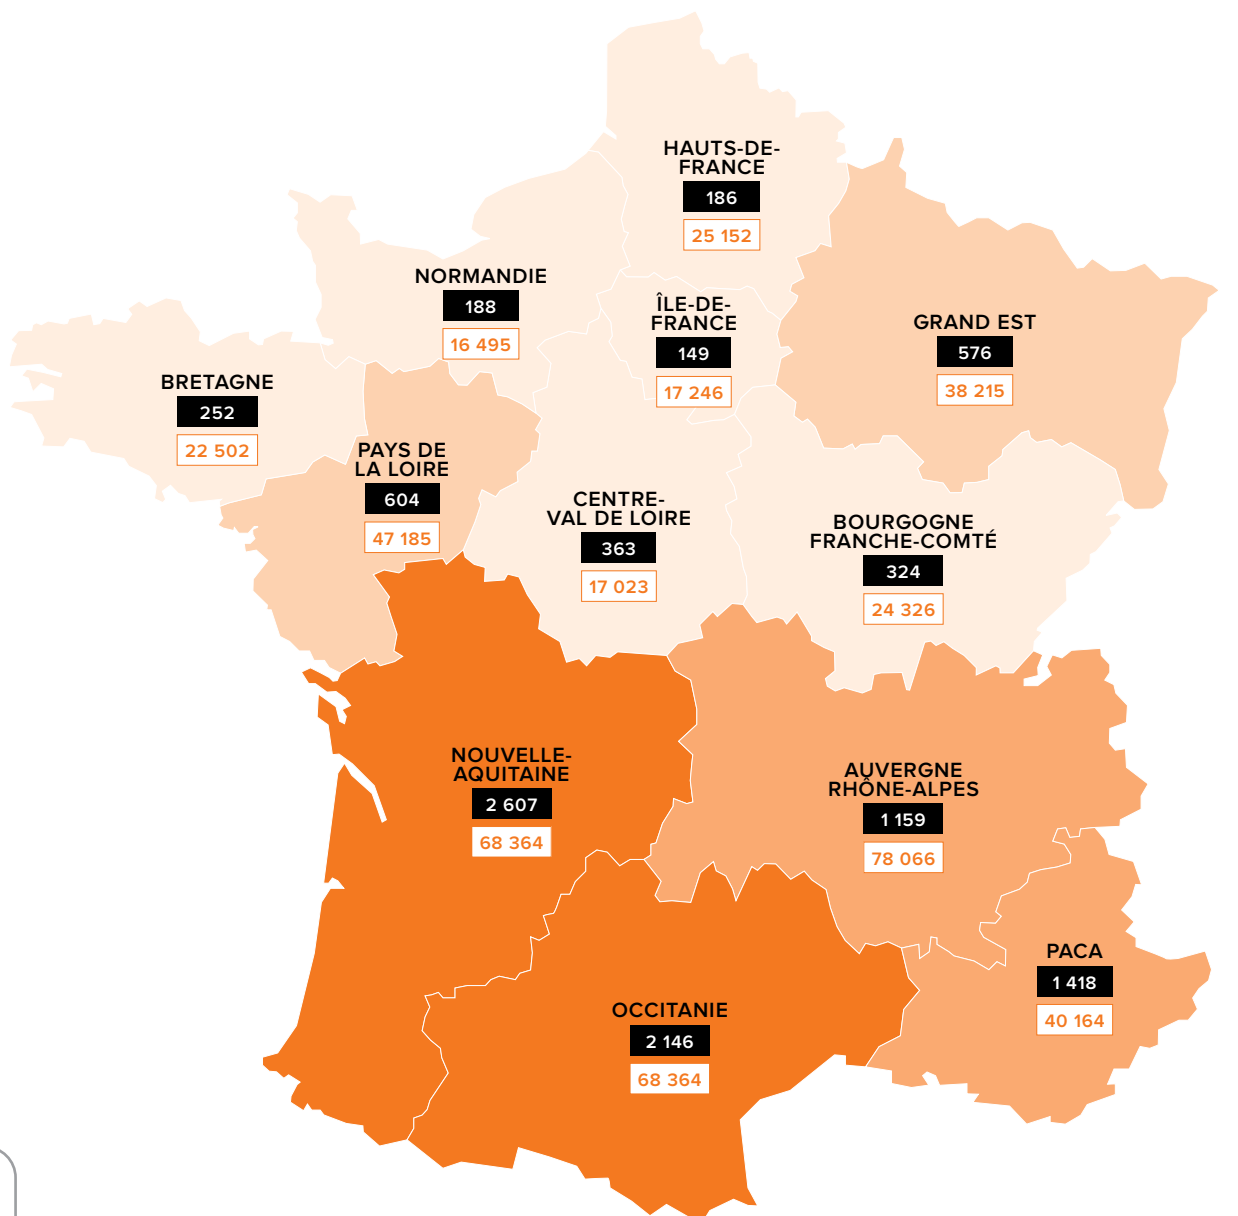 HAUTS-DE-
FRANCE
186
25 152
NORMANDIE
188
16 495
ÎLE-DE-
FRANCE
149
17 246
GRAND EST
576
38 215
BRETAGNE
252
22 502
PAYS DE
LA LOIRE
604
47 185
CENTRE-
VAL DE LOIRE
363
17 023
BOURGOGNE
FRANCHE-COMTÉ
324
24 326
NOUVELLE-
AQUITAINE
2 607
68 364
AUVERGNE
RHÔNE-ALPES
1 159
78 066
PACA
1 418
40 164
OCCITANIE
2 146
68 364